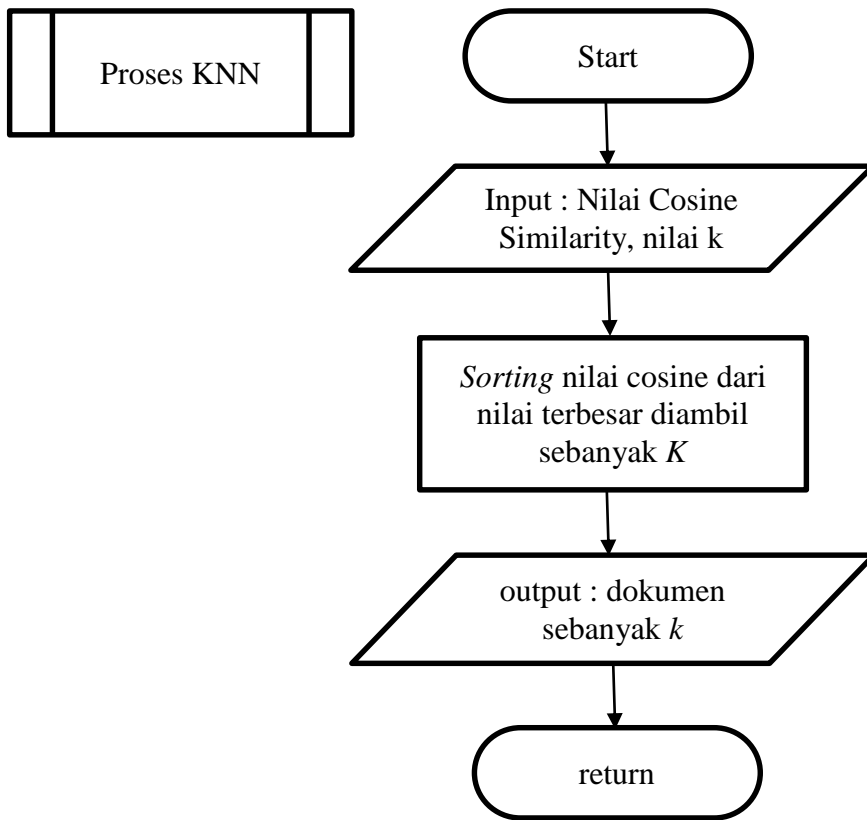 Proses KNN
Start
Input : Nilai Cosine
Similarity, nilai k
Sorting nilai cosine dari
nilai terbesar diambil
sebanyak K
output : dokumen
sebanyak k
return